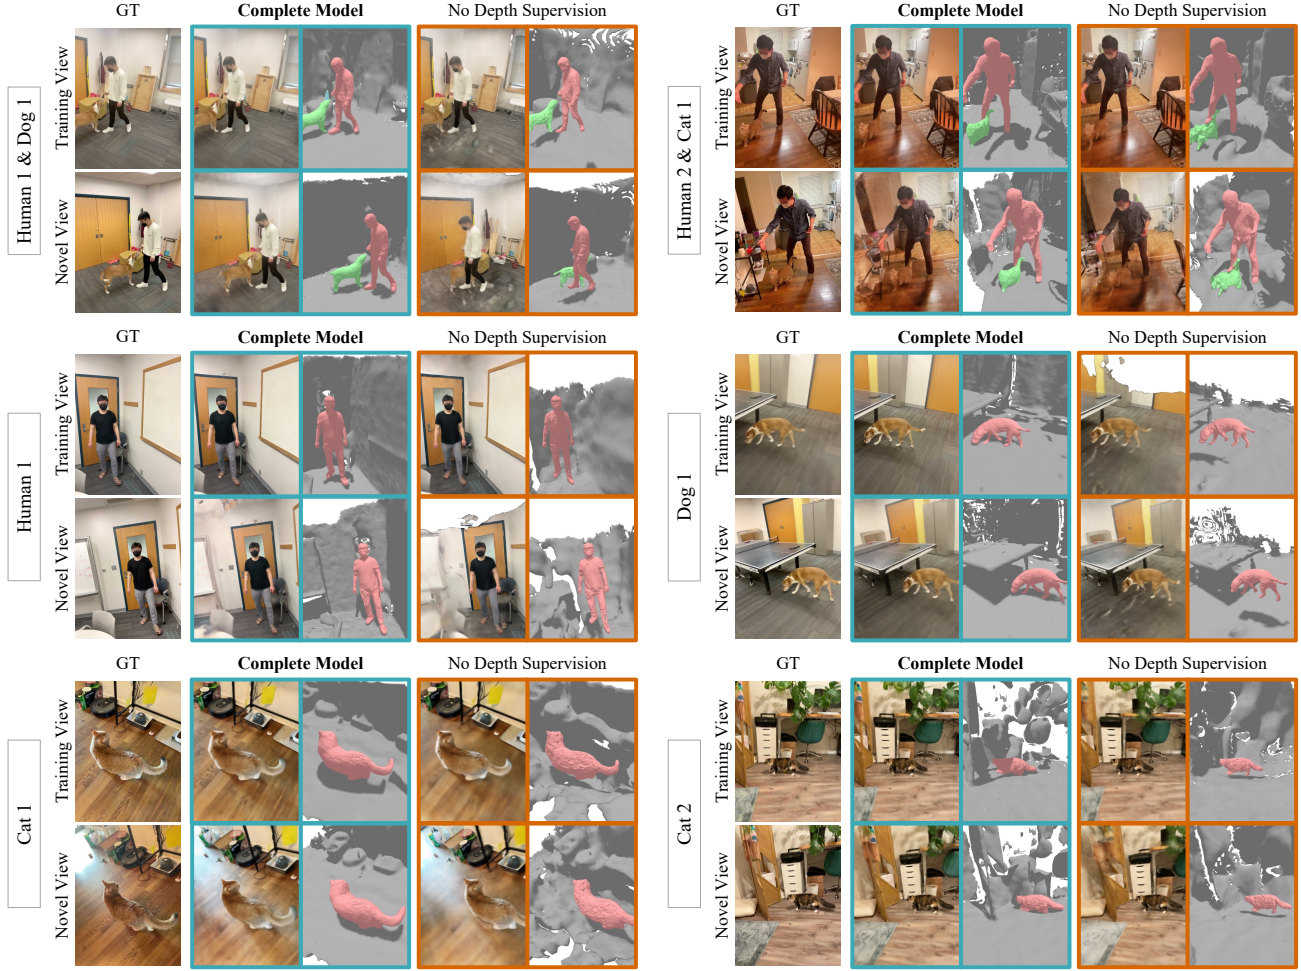 GT Complete Model No Depth Supervision
Human 1 & Dog 1
Training View
Novel View
GT Complete Model No Depth Supervision
Human 2 & Cat 1
Training View
Novel View
GT Complete Model No Depth Supervision
Human 1
Training View
Novel View
GT Complete Model No Depth Supervision
Dog 1
Training View
Novel View
GT Complete Model No Depth Supervision
Cat 1
Training View
Novel View
GT Complete Model No Depth Supervision
Cat 2
Training View
Novel View